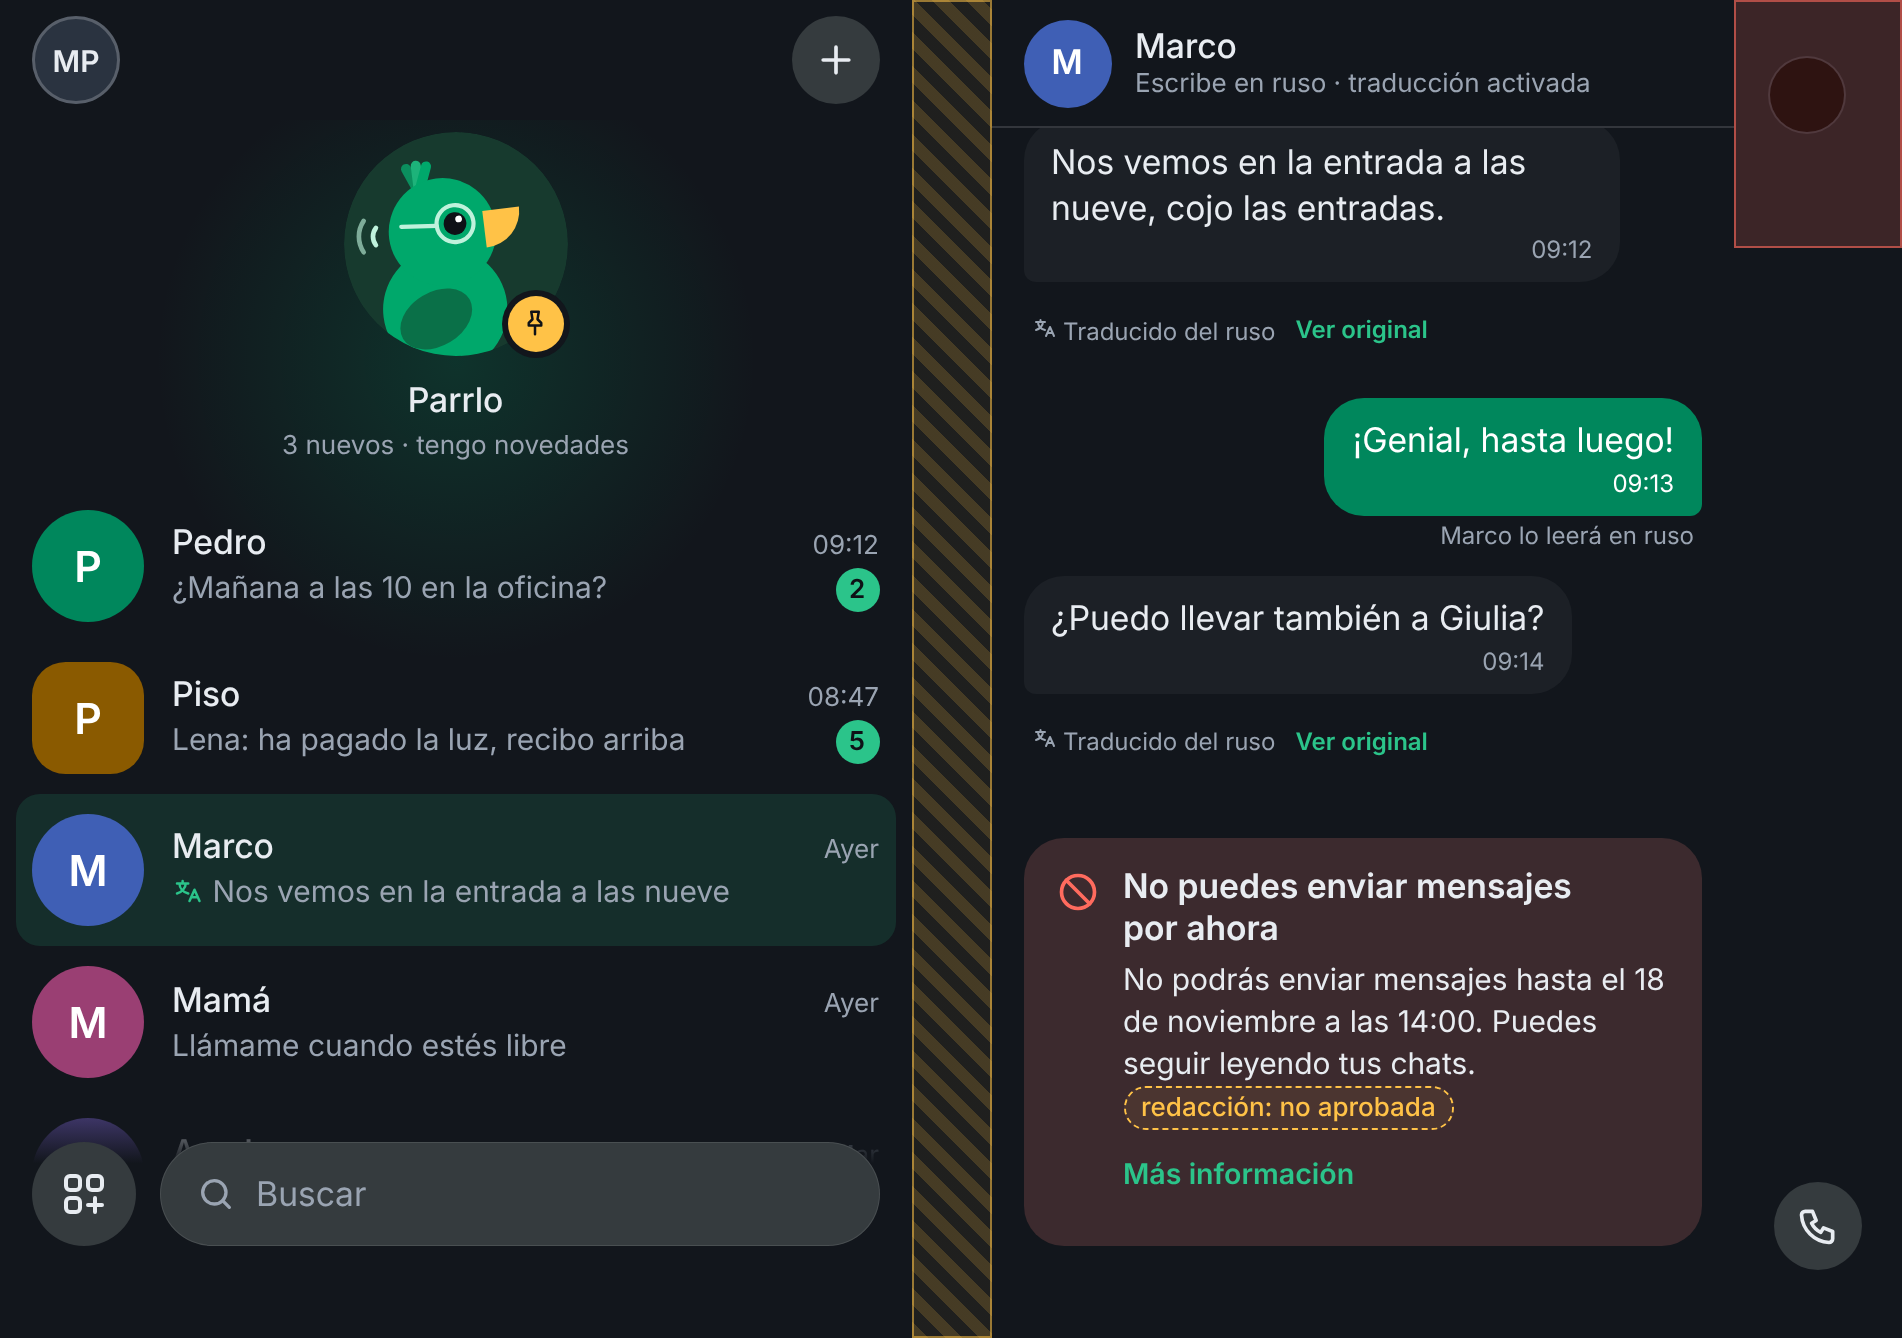 MP
Parrlo
3 nuevos · tengo novedades
P
Pedro
09:12
¿Mañana a las 10 en la oficina?
2
P
Piso
08:47
Lena: ha pagado la luz, recibo arriba
5
M
Marco
Ayer
Nos vemos en la entrada a las nueve
M
Mamá
Ayer
Llámame cuando estés libre
Buscar
M
Marco
Escribe en ruso · traducción activada
Nos vemos en la entrada a las
nueve, cojo las entradas.
09:12
Traducido del ruso Ver original
¡Genial, hasta luego!
09:13
Marco lo leerá en ruso
¿Puedo llevar también a Giulia?
09:14
Traducido del ruso Ver original
No puedes enviar mensajes
por ahora
No podrás enviar mensajes hasta el 18
de noviembre a las 14:00. Puedes
seguir leyendo tus chats.
redacción: no aprobada
Más información